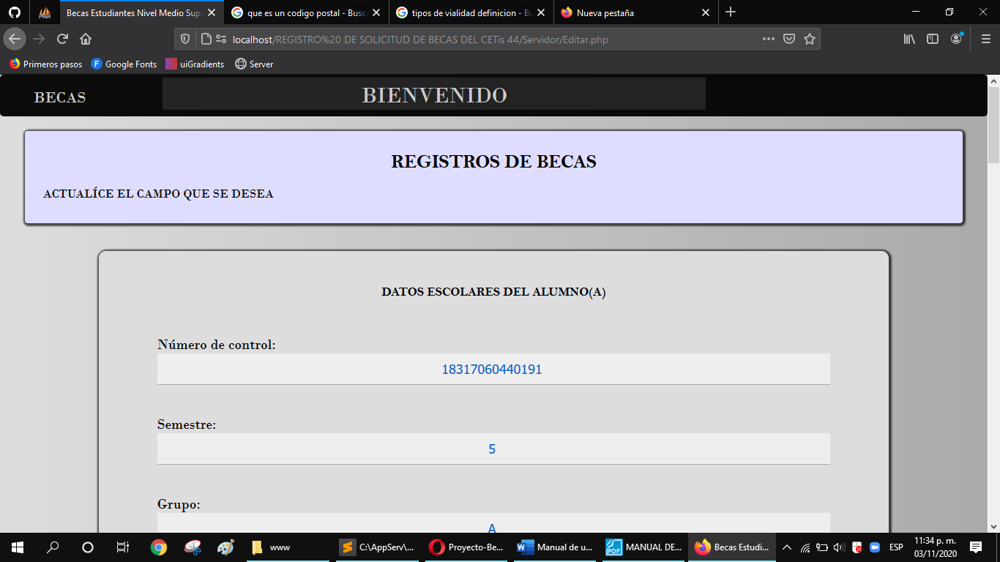 Becas Estudiantes Nivel Medio Supe
que es un codigo postal - Busc
tipos de vialidad definicion - Bu
Nueva pestaña
localhost/REGISTRO%20 DE SOLICITUD DE BECAS DEL CETis 44/Servidor/Editar.php
Primeros pasos
Google Fonts
uiGradients
Server
BECAS
BIENVENIDO
REGISTROS DE BECAS
ACTUALÍCE EL CAMPO QUE SE DESEA
DATOS ESCOLARES DEL ALUMNO(A)
Número de control:
18317060440191
Semestre:
5
Grupo:
A
www
C:\AppServ\...
Proyecto-Be...
Manual de u...
MANUAL DE...
Becas Estudi...
ESP
11:34 p. m.
03/11/2020